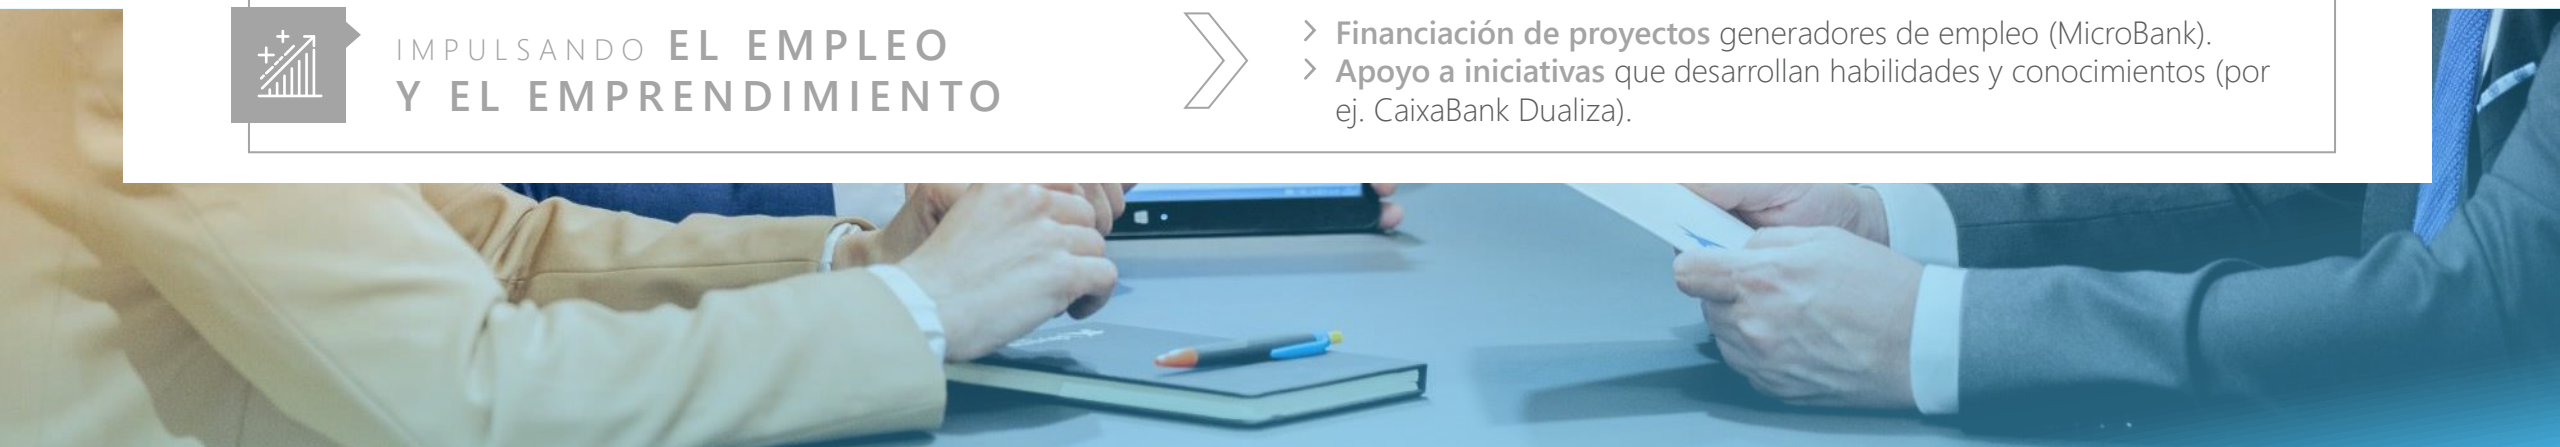 IMPULSANDO EL EMPLEO
Y EL EMPRENDIMIENTO
Financiación de proyectos generadores de empleo (MicroBank).
Apoyo a iniciativas que desarrollan habilidades y conocimientos (por
ej. CaixaBank Dualiza).